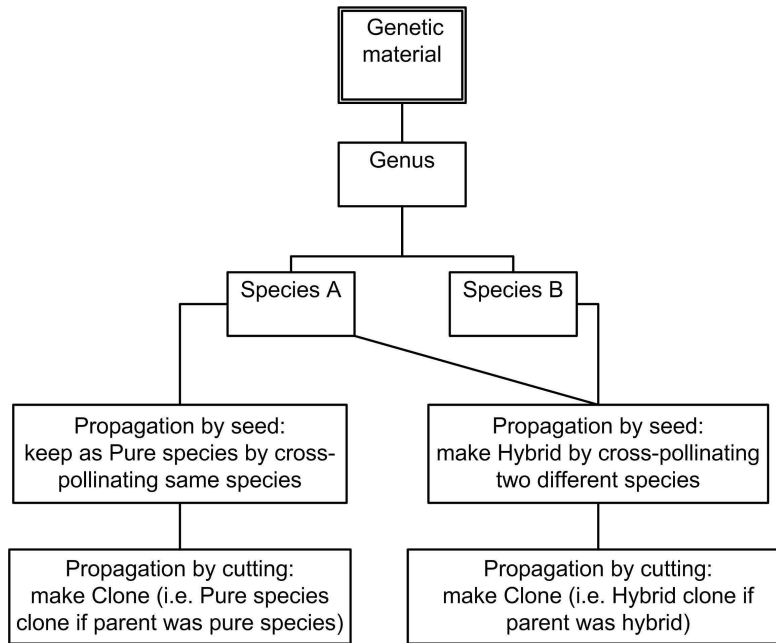 Genetic
material
Genus
Species A
Species B
Propagation by seed:
keep as Pure species by cross-
pollinating same species
Propagation by seed:
make Hybrid by cross-pollinating
two different species
Propagation by cutting:
make Clone (i.e. Pure species
clone if parent was pure species)
Propagation by cutting:
make Clone (i.e. Hybrid clone if
parent was hybrid)